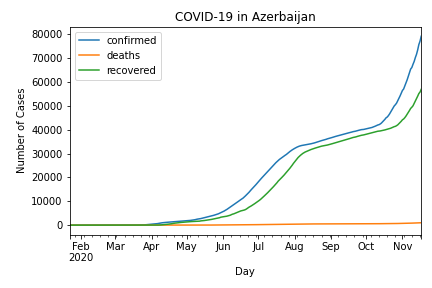 COVID-19 in Azerbaijan
80000
70000
60000
50000
40000
30000
20000
10000
0
Number of Cases
confirmed
deaths
recovered
Feb Mar Apr May Jun Jul Aug Sep Oct Nov
2020
Day